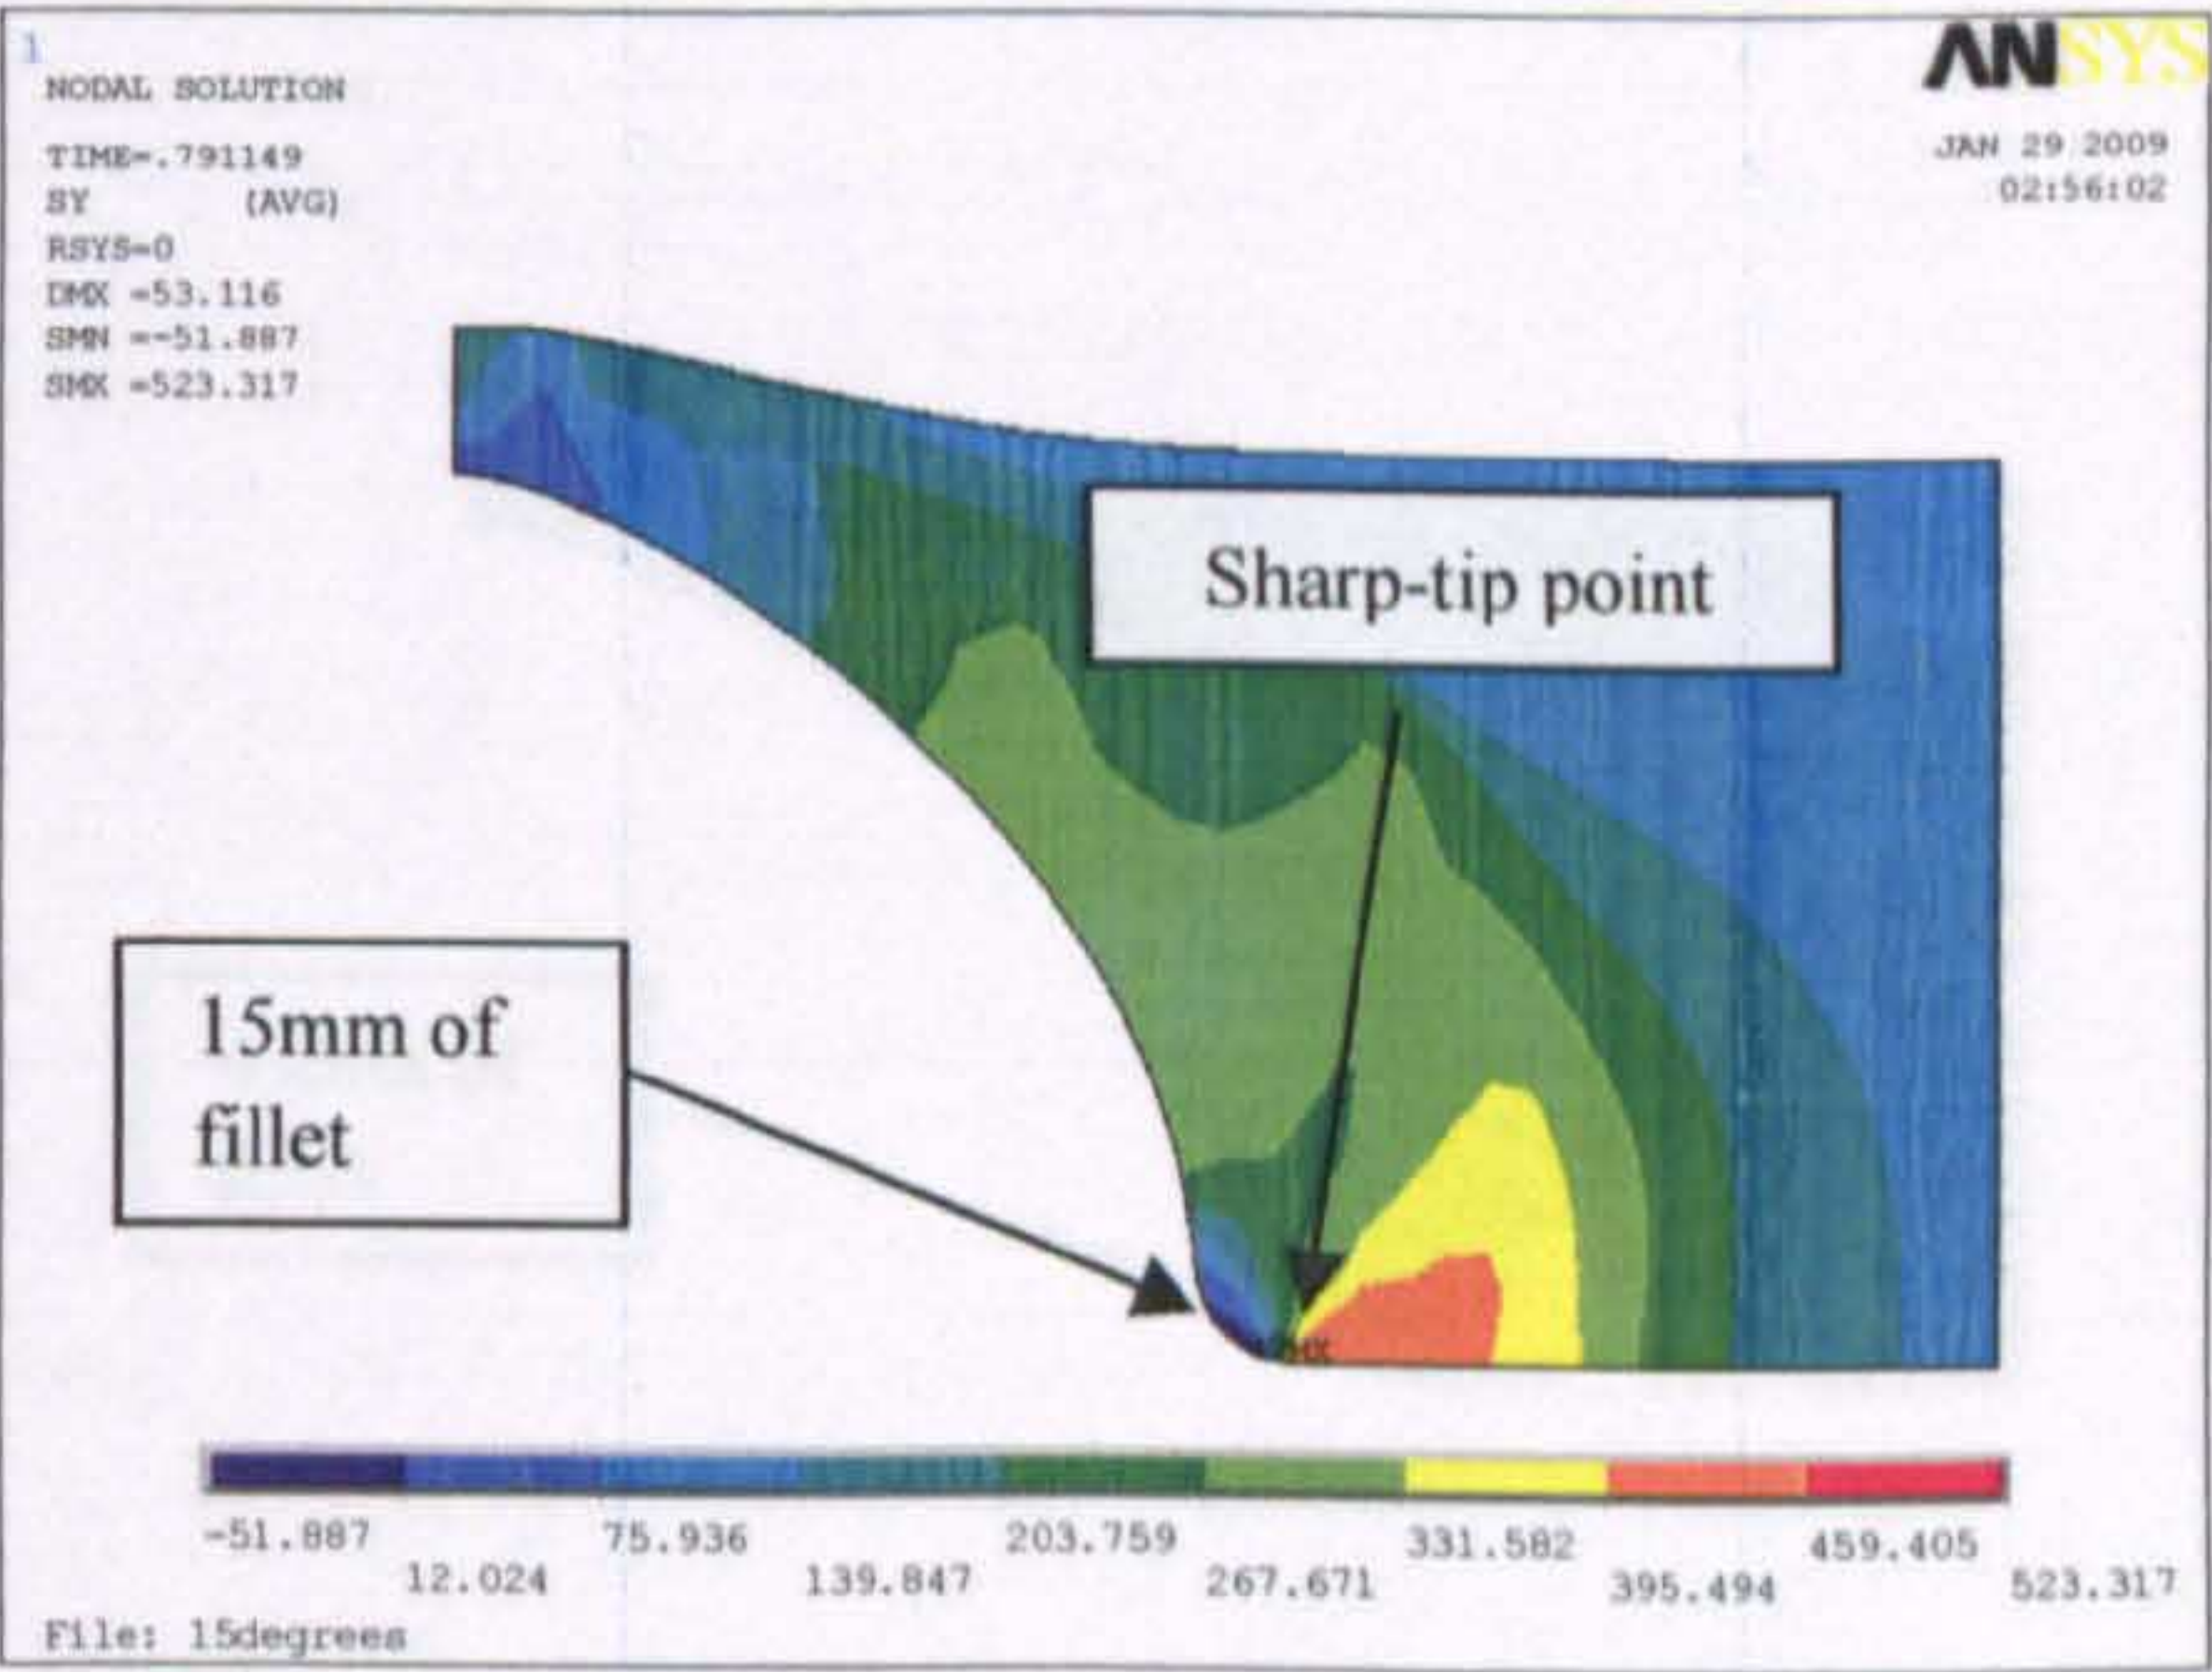 1
ANSYS
NODAL SOLUTION
JAN 29 2009
02:56:02
TIME=.791149
SY (AVG)
RSYS=0
DMX =53.116
SMN =-51.887
SMX =523.317
Sharp-tip point
15mm of
fillet
-51.887 75.936 203.759 331.582 459.405
12.024 139.847 267.671 395.494 523.317
File: 15degrees